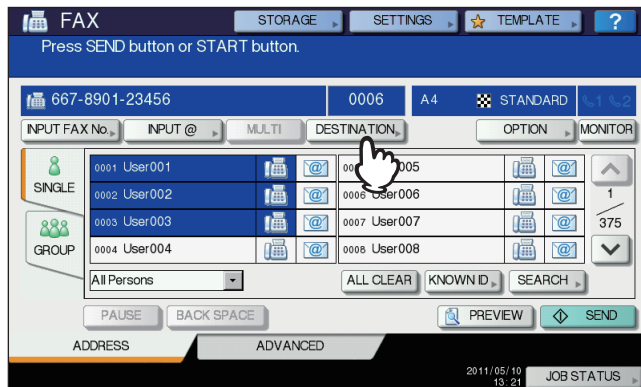 FAX STORAGE SETTINGS TEMPLATE ?
Press SEND button or START button.
667-8901-23456 0006 A4 STANDARD 1 2
INPUT FAX No. INPUT @ MULTI DESTINATION OPTION MONITOR
SINGLE
GROUP
0001 User001 @ 005 @
0002 User002 @ 0006 User006 @
0003 User003 @ 0007 User007 @
0004 User004 @ 0008 User008 @
1
375
All Persons ALL CLEAR KNOWN ID SEARCH
PAUSE BACK SPACE PREVIEW SEND
ADDRESS ADVANCED
2011/05/10
13:21 JOB STATUS